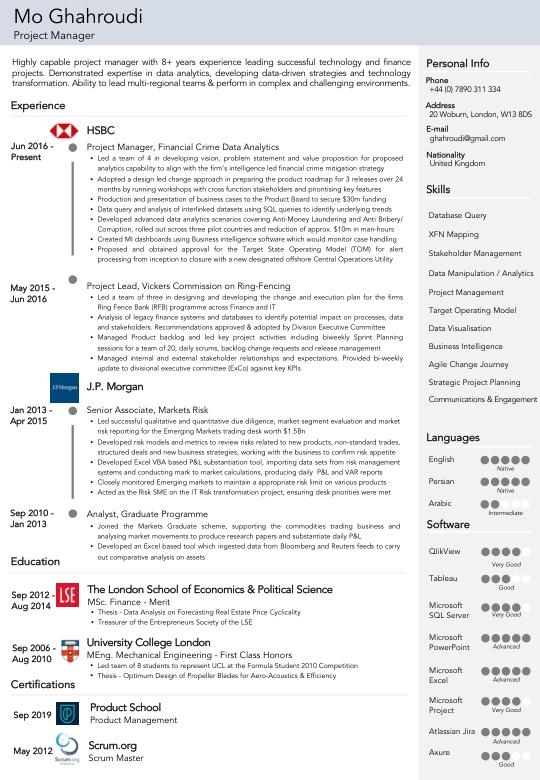 Mo Ghahroudi
Project Manager
Highly capable project manager with 8+ years experience leading successful technology and finance
projects. Demonstrated expertise in data analytics, developing data-driven strategies and technology
transformation. Ability to lead multi-regional teams & perform in complex and challenging environments.
Experience
HSBC
Jun 2016 -
Present
Project Manager, Financial Crime Data Analytics
• Led a team of 4 in developing vision, problem statement and value proposition for proposed
analytics capability to align with the firm's intelligence led financial crime mitigation strategy
• Adopted a design led change approach in preparing the product roadmap for 3 releases over 24
months by running workshops with cross function stakeholders and prioritising key features
• Production and presentation of business cases to the Product Board to secure $30m funding
• Data query and analysis of interlinked datasets using SQL queries to identify underlying trends
• Developed advanced data analytics scenarios covering Anti-Money Laundering and Anti Bribery/
Corruption, rolled out across three pilot countries and reduction of approx. $10m in man-hours
• Created MI dashboards using Business intelligence software which would monitor case handling
• Proposed and obtained approval for the Target State Operating Model (TOM) for alert
processing from inception to closure with a new designated offshore Central Operations Utility
May 2015 -
Jun 2016
Project Lead, Vickers Commission on Ring-Fencing
• Led a team of three in designing and developing the change and execution plan for the firms
Ring Fence Bank (RFB) programme across Finance and IT
• Analysis of legacy finance systems and databases to identify potential impact on processes, data
and stakeholders. Recommendations approved & adopted by Division Executive Committee
• Managed Product backlog and led key project activities including biweekly Sprint Planning
sessions for a team of 20, daily scrums, backlog change requests and release management
• Managed internal and external stakeholder relationships and expectations. Provided bi-weekly
update to divisional executive committee (ExCo) against key KPIs
J.P.Morgan
J.P. Morgan
Jan 2013 -
Apr 2015
Senior Associate, Markets Risk
• Led successful qualitative and quantitative due diligence, market segment evaluation and market
risk reporting for the Emerging Markets trading desk worth $1.5Bn
• Developed risk models and metrics to review risks related to new products, non-standard trades,
structured deals and new business strategies, working with the business to confirm risk appetite
• Developed Excel VBA based P&L substantiation tool, importing data sets from risk management
systems and conducting mark to market calculations, producing daily P&L and VAR reports
• Closely monitored Emerging markets to maintain a appropriate risk limit on various products
• Acted as the Risk SME on the IT Risk transformation project, ensuring desk priorities were met
Sep 2010 -
Jan 2013
Analyst, Graduate Programme
• Joined the Markets Graduate scheme, supporting the commodities trading business and
analysing market movements to produce research papers and substantiate daily P&L
• Developed an Excel based tool which ingested data from Bloomberg and Reuters feeds to carry
out comparative analysis on assets
Education
Sep 2012 -
Aug 2014
LSE
The London School of Economics & Political Science
MSc. Finance - Merit
• Thesis - Data Analysis on Forecasting Real Estate Price Cyclicality
• Treasurer of the Entrepreneurs Society of the LSE
Sep 2006 -
Aug 2010
University College London
MEng. Mechanical Engineering - First Class Honors
• Led team of 8 students to represent UCL at the Formula Student 2010 Competition
• Thesis - Optimum Design of Propeller Blades for Aero-Acoustics & Efficiency
Certifications
Sep 2019
Product School
Product Management
May 2012
Scrum.org
Scrum Master
Personal Info
Phone
+44 (0) 7890 311 334
Address
20 Woburn, London, W13 8DS
E-mail
ghahroudi@gmail.com
Nationality
United Kingdom
Skills
Database Query
XFN Mapping
Stakeholder Management
Data Manipulation / Analytics
Project Management
Target Operating Model
Data Visualisation
Business Intelligence
Agile Change Journey
Strategic Project Planning
Communications & Engagement
Languages
English
Native
Persian
Native
Arabic
Intermediate
Software
QlikView
Very Good
Tableau
Good
Microsoft
SQL Server
Very Good
Microsoft
PowerPoint
Advanced
Microsoft
Excel
Advanced
Microsoft
Project
Very Good
Atlassian Jira
Advanced
Axure
Good